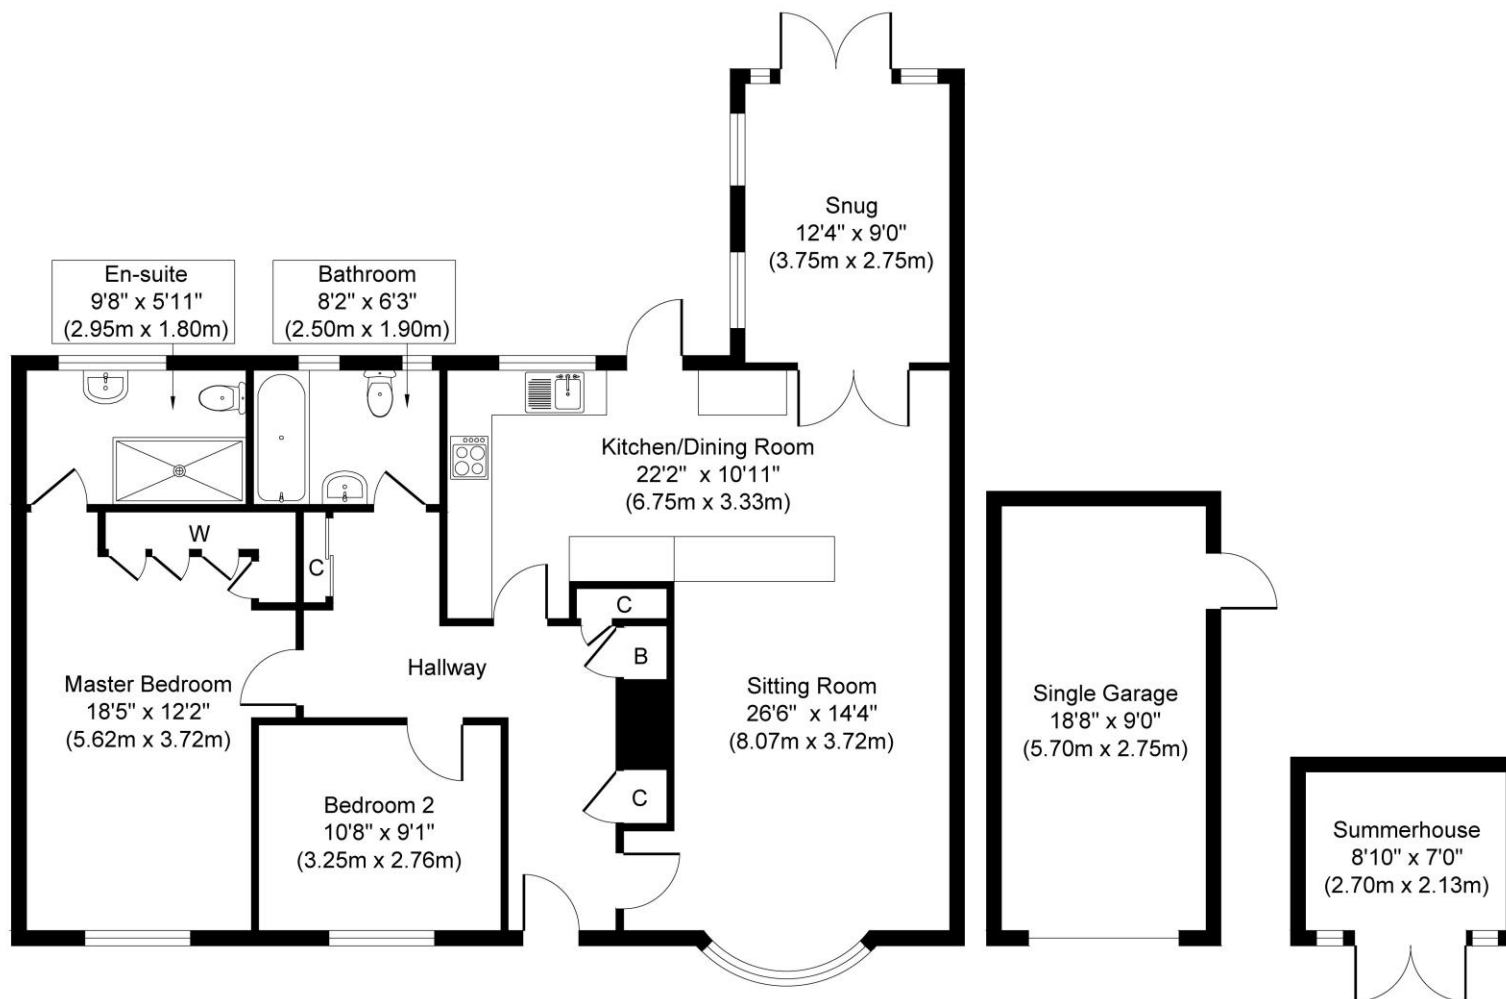 Snug
12'4" x 9'0"
(3.75m x 2.75m)
En-suite
9'8" x 5'11"
(2.95m x 1.80m)
Bathroom
8'2" x 6'3"
(2.50m x 1.90m)
Kitchen/Dining Room
22'2" x 10'11"
(6.75m x 3.33m)
W
C
C
B
C
Hallway
Master Bedroom
18'5" x 12'2"
(5.62m x 3.72m)
Sitting Room
26'6" x 14'4"
(8.07m x 3.72m)
Bedroom 2
10'8" x 9'1"
(3.25m x 2.76m)
Single Garage
18'8" x 9'0"
(5.70m x 2.75m)
Summerhouse
8'10" x 7'0"
(2.70m x 2.13m)